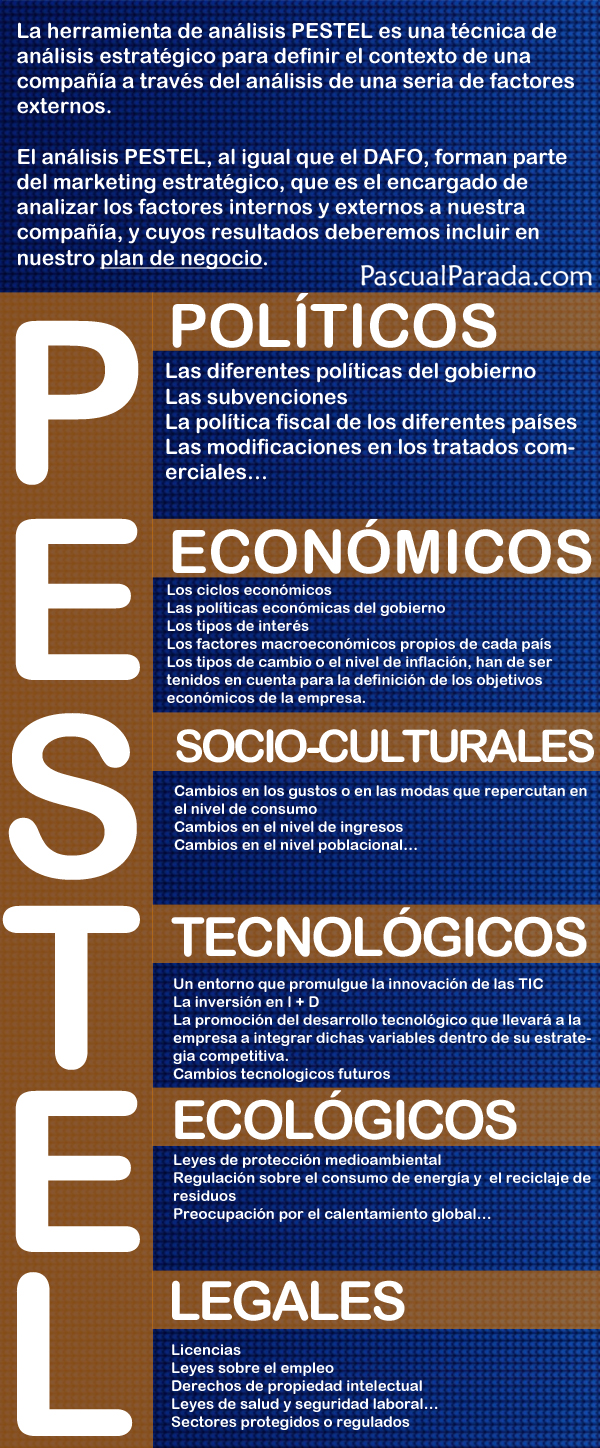 La herramienta de análisis PESTEL es una técnica de
análisis estratégico para definir el contexto de una
compañía a través del análisis de una seria de factores
externos.
El análisis PESTEL, al igual que el DAFO, forman parte
del marketing estratégico, que es el encargado de
analizar los factores internos y externos a nuestra
compañía, y cuyos resultados deberemos incluir en
nuestro plan de negocio.
PascualParada.com
P
POLÍTICOS
Las diferentes políticas del gobierno
Las subvenciones
La política fiscal de los diferentes países
Las modificaciones en los tratados com-
erciales...
E
ECONÓMICOS
Los ciclos económicos
Las políticas económicas del gobierno
Los tipos de interés
Los factores macroeconómicos propios de cada país
Los tipos de cambio o el nivel de inflación, han de ser
tenidos en cuenta para la definición de los objetivos
económicos de la empresa.
S
SOCIO-CULTURALES
Cambios en los gustos o en las modas que repercutan en
el nivel de consumo
Cambios en el nivel de ingresos
Cambios en el nivel poblacional...
T
TECNOLÓGICOS
Un entorno que promulgue la innovación de las TIC
La inversión en I + D
La promoción del desarrollo tecnológico que llevará a la
empresa a integrar dichas variables dentro de su estrate-
gia competitiva.
Cambios tecnologicos futuros
E
ECOLÓGICOS
Leyes de protección medioambiental
Regulación sobre el consumo de energía y  el reciclaje de
residuos
Preocupación por el calentamiento global...
L
LEGALES
Licencias
Leyes sobre el empleo
Derechos de propiedad intelectual
Leyes de salud y seguridad laboral...
Sectores protegidos o regulados